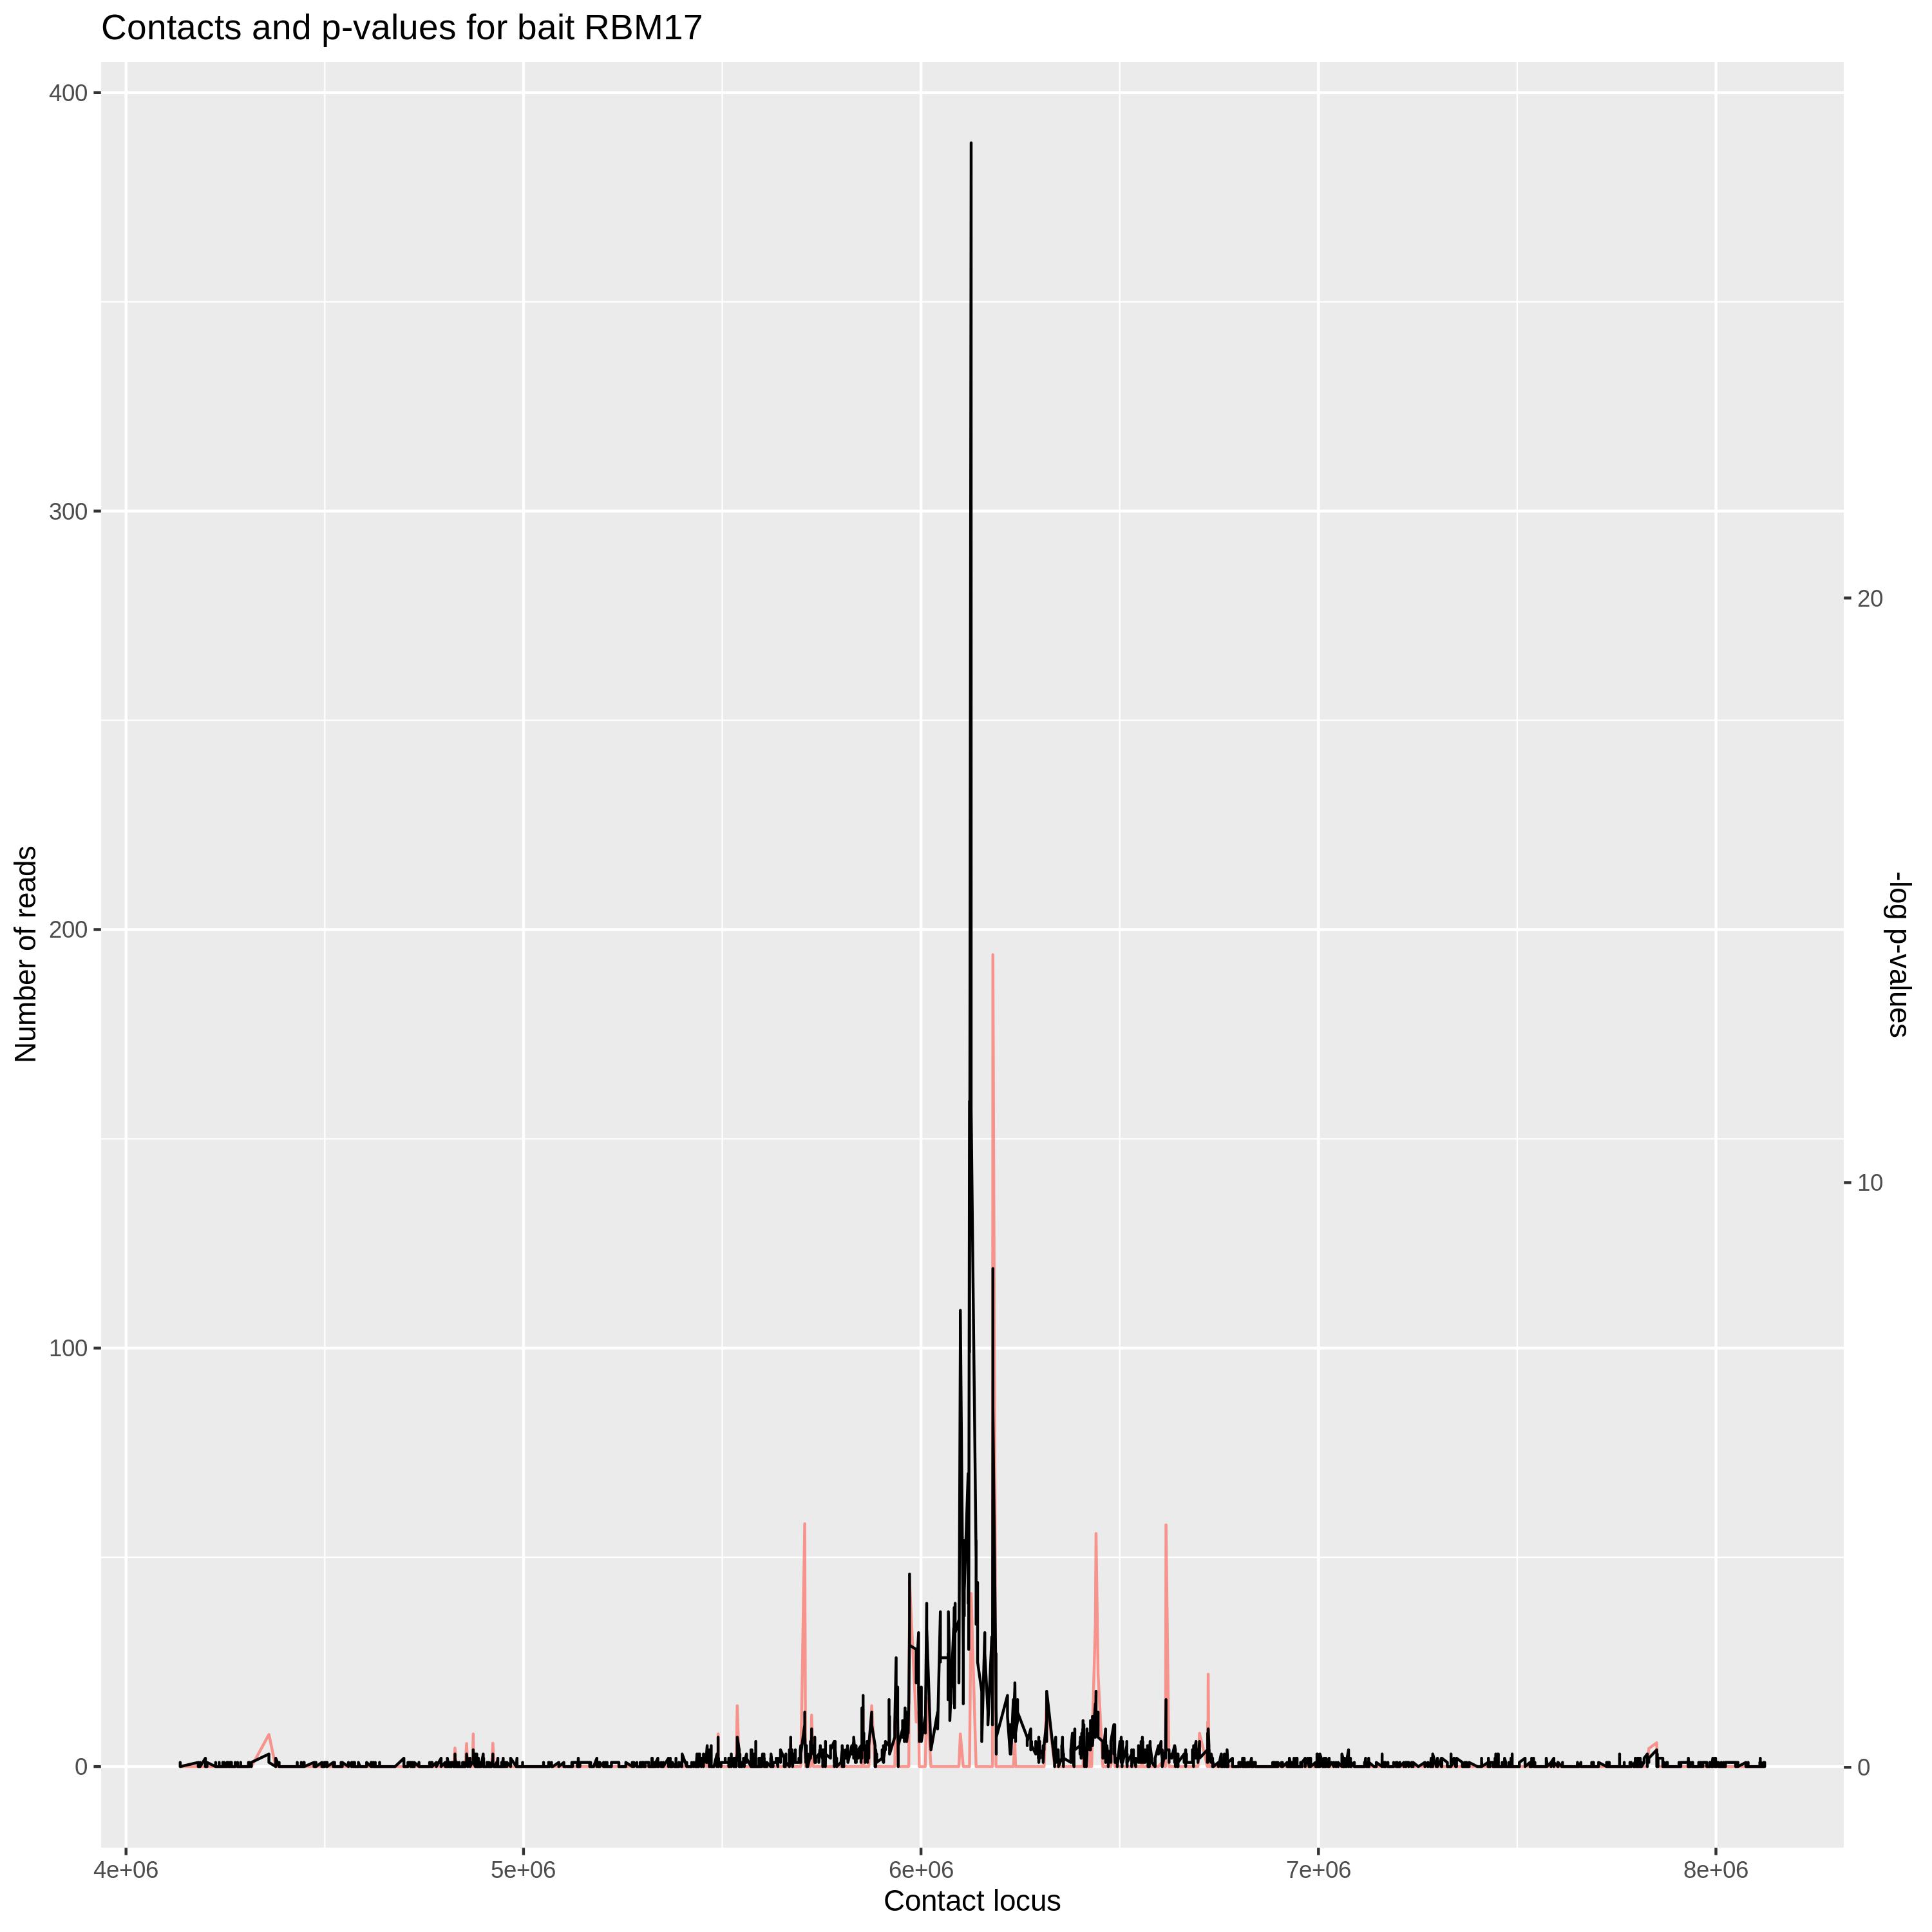 Contacts and p-values for bait RBM17
400
300
200
100
0
Number of reads
20
10
0
-log p-values
4e+06
5e+06
6e+06
7e+06
8e+06
Contact locus